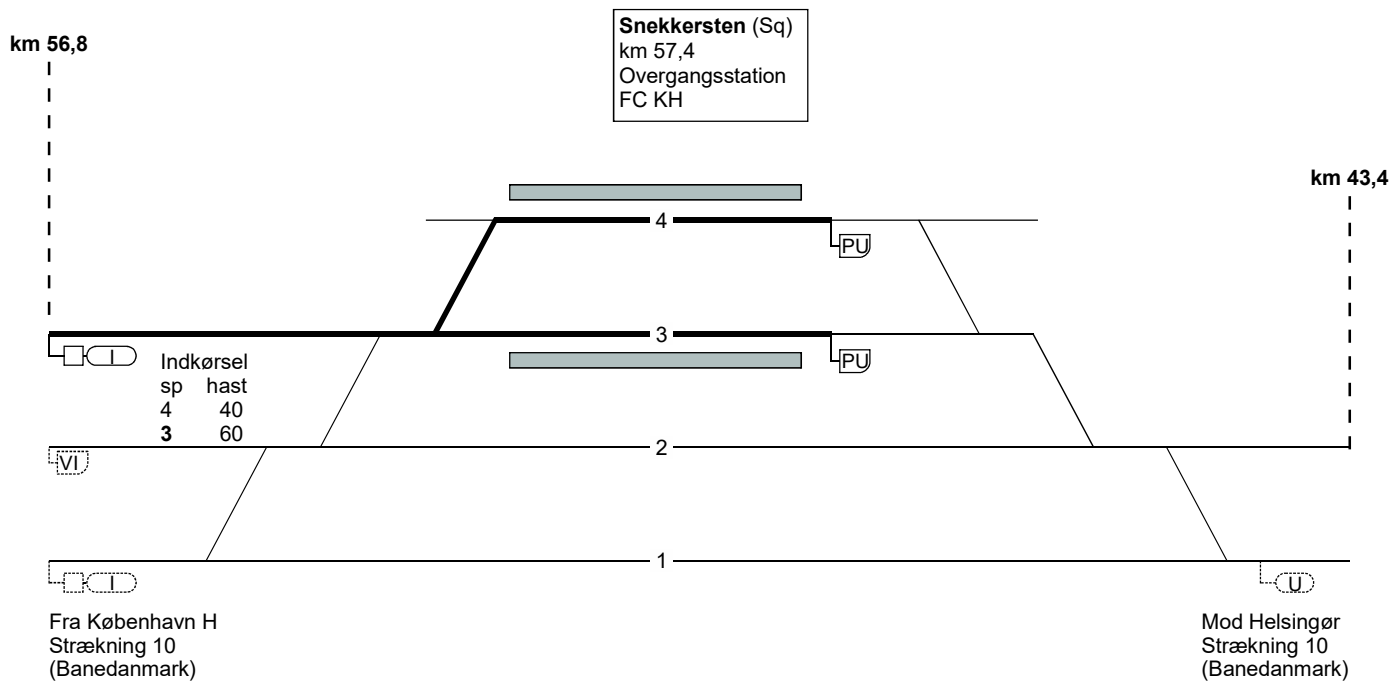 Snekkersten (Sq)
km 57,4
Overgangsstation
FC KH
km 56,8
km 43,4
4
PU
3
PU
I
Indkørsel
sp hast
4 40
3 60
2
VI
1
I
U
Fra København H
Strækning 10
(Banedanmark)
Mod Helsingør
Strækning 10
(Banedanmark)